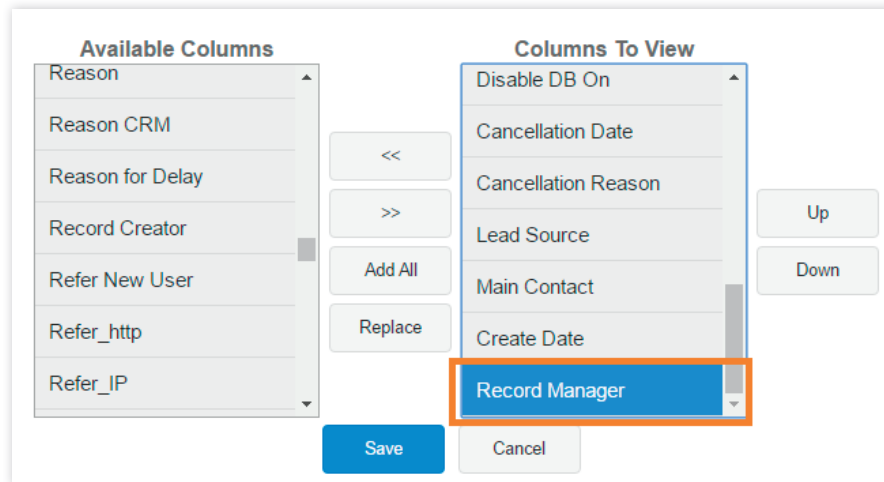 Available Columns
Reason
Reason CRM
Reason for Delay
Record Creator
Refer New User
Refer_http
Refer_IP
<<
>>
Add All
Replace
Columns To View
Disable DB On
Cancellation Date
Cancellation Reason
Lead Source
Main Contact
Create Date
Record Manager
Up
Down
Save
Cancel